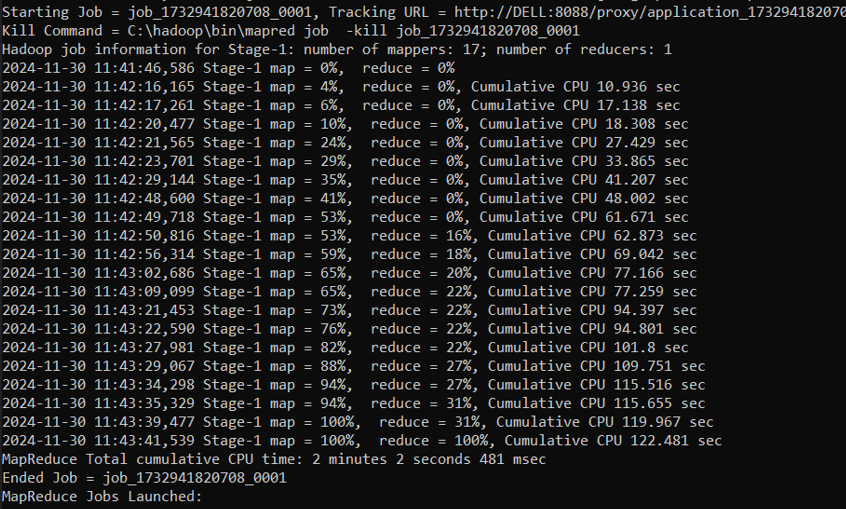 Starting Job = job_1732941820708_0001, Tracking URL = http://DELL:8088/proxy/application_17329418207
Kill Command = C:\hadoop\bin\mapred job  -kill job_1732941820708_0001
Hadoop job information for Stage-1: number of mappers: 17; number of reducers: 1
2024-11-30 11:41:46,586 Stage-1 map = 0%,  reduce = 0%
2024-11-30 11:42:16,165 Stage-1 map = 4%,  reduce = 0%, Cumulative CPU 10.936 sec
2024-11-30 11:42:17,261 Stage-1 map = 6%,  reduce = 0%, Cumulative CPU 17.138 sec
2024-11-30 11:42:20,477 Stage-1 map = 10%,  reduce = 0%, Cumulative CPU 18.308 sec
2024-11-30 11:42:21,565 Stage-1 map = 24%,  reduce = 0%, Cumulative CPU 27.429 sec
2024-11-30 11:42:23,701 Stage-1 map = 29%,  reduce = 0%, Cumulative CPU 33.865 sec
2024-11-30 11:42:29,144 Stage-1 map = 35%,  reduce = 0%, Cumulative CPU 41.207 sec
2024-11-30 11:42:48,600 Stage-1 map = 41%,  reduce = 0%, Cumulative CPU 48.002 sec
2024-11-30 11:42:49,718 Stage-1 map = 53%,  reduce = 0%, Cumulative CPU 61.671 sec
2024-11-30 11:42:50,816 Stage-1 map = 53%,  reduce = 16%, Cumulative CPU 62.873 sec
2024-11-30 11:42:56,314 Stage-1 map = 59%,  reduce = 18%, Cumulative CPU 69.042 sec
2024-11-30 11:43:02,686 Stage-1 map = 65%,  reduce = 20%, Cumulative CPU 77.166 sec
2024-11-30 11:43:09,099 Stage-1 map = 65%,  reduce = 22%, Cumulative CPU 77.259 sec
2024-11-30 11:43:21,453 Stage-1 map = 73%,  reduce = 22%, Cumulative CPU 94.397 sec
2024-11-30 11:43:22,590 Stage-1 map = 76%,  reduce = 22%, Cumulative CPU 94.801 sec
2024-11-30 11:43:27,981 Stage-1 map = 82%,  reduce = 22%, Cumulative CPU 101.8 sec
2024-11-30 11:43:29,067 Stage-1 map = 88%,  reduce = 27%, Cumulative CPU 109.751 sec
2024-11-30 11:43:34,298 Stage-1 map = 94%,  reduce = 27%, Cumulative CPU 115.516 sec
2024-11-30 11:43:35,329 Stage-1 map = 94%,  reduce = 31%, Cumulative CPU 115.655 sec
2024-11-30 11:43:39,477 Stage-1 map = 100%,  reduce = 31%, Cumulative CPU 119.967 sec
2024-11-30 11:43:41,539 Stage-1 map = 100%,  reduce = 100%, Cumulative CPU 122.481 sec
MapReduce Total cumulative CPU time: 2 minutes 2 seconds 481 msec
Ended Job = job_1732941820708_0001
MapReduce Jobs Launched: